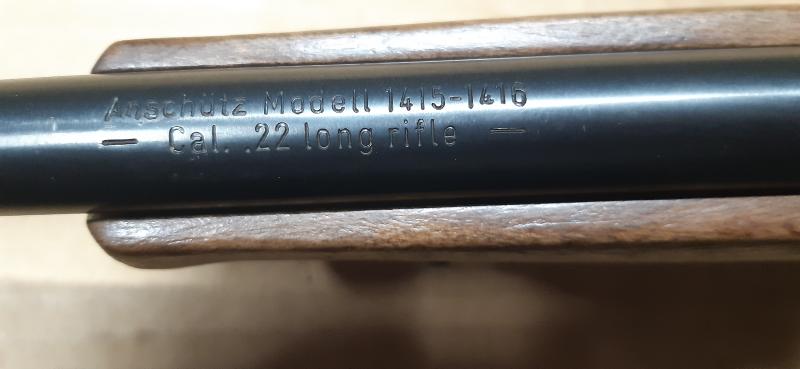 Anschütz Modell 1415-1416
— Cal. .22 long rifle —